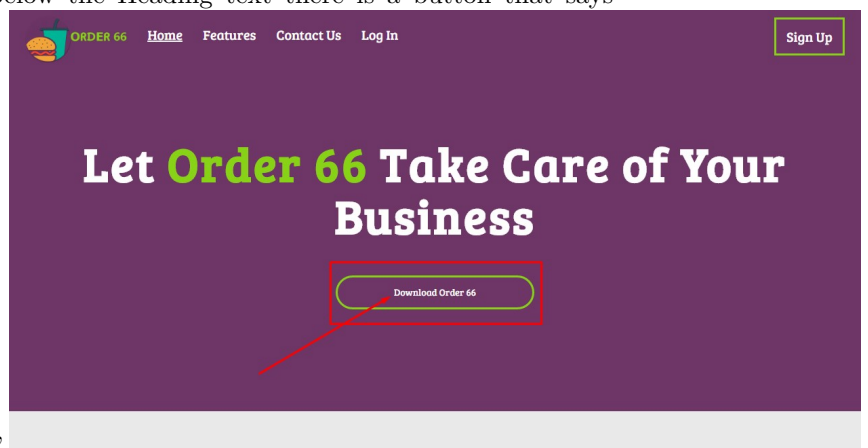 below the Heading text there is a button that says
ORDER 66 Home Features Contact Us Log In Sign Up
Let Order 66 Take Care of Your
Business
Download Order 66